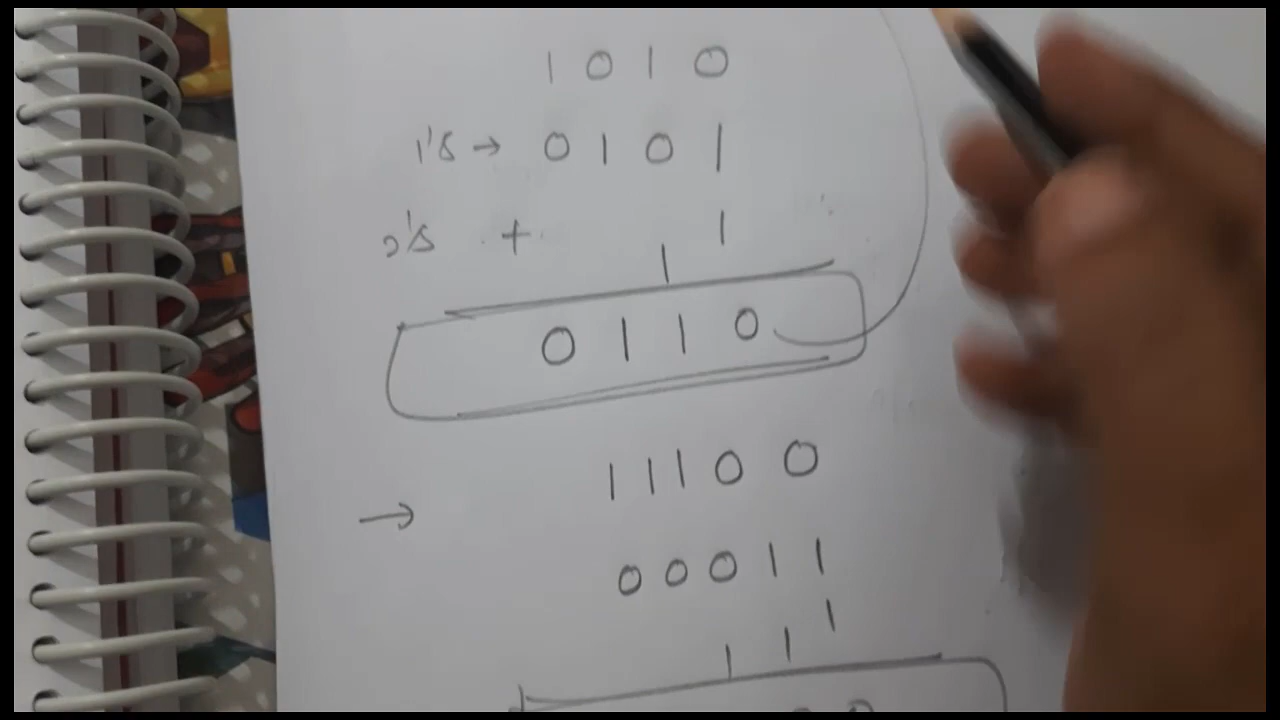 1 0 1 0
1's → 0 1 0 1
2's + 1
1
0 1 1 0
1 1 1 0 0
→
0 0 0 1 1
1
1 1